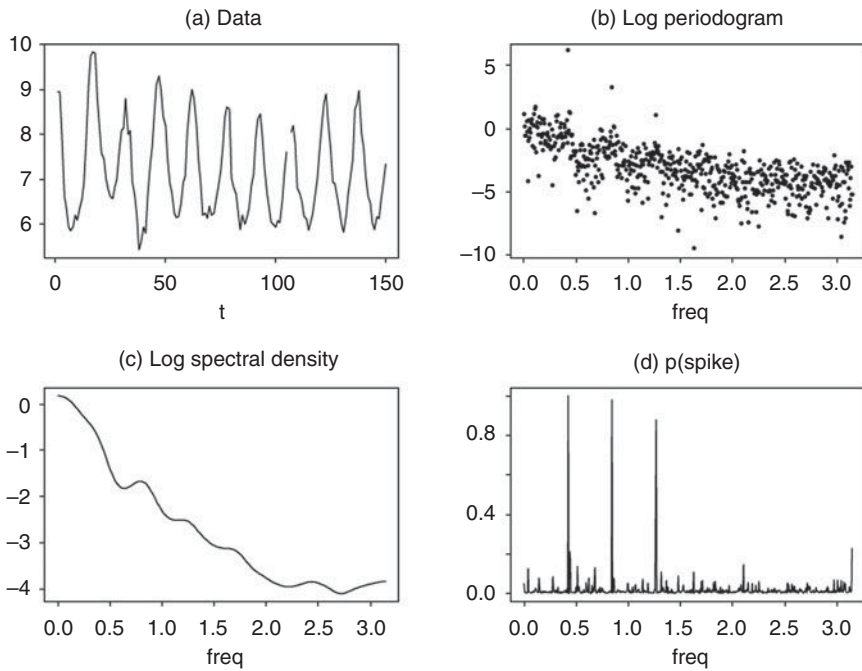 (a) Data
10
9
8
7
6
0 50 100 150
t
(b) Log periodogram
5
0
−5
−10
0.0 0.5 1.0 1.5 2.0 2.5 3.0
freq
(c) Log spectral density
0
−1
−2
−3
−4
0.0 0.5 1.0 1.5 2.0 2.5 3.0
freq
(d) p(spike)
0.8
0.4
0.0
0.0 0.5 1.0 1.5 2.0 2.5 3.0
freq